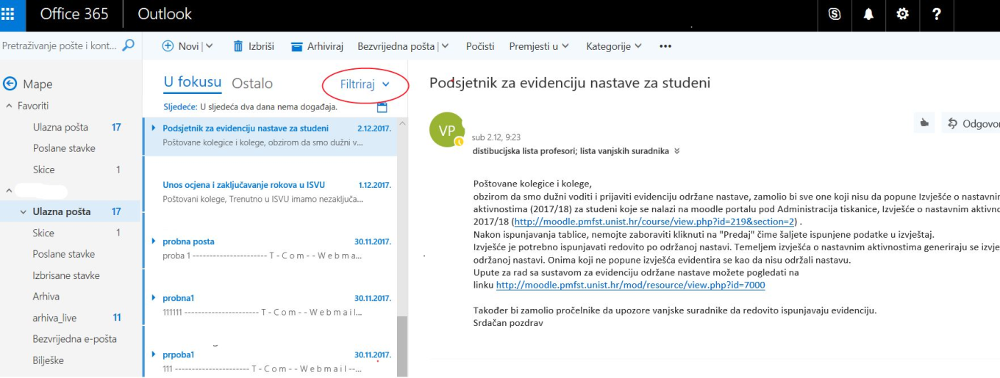 Office 365 Outlook
Pretraživanje pošte i kont...
Novi Izbriši Arhiviraj Bezvrijedna pošta Počisti Premjesti u Kategorije
Mape
Favoriti
Ulazna pošta 17
Poslane stavke
Skice 1
Ulazna pošta 17
Skice 1
Poslane stavke
Izbrisane stavke
Arhiva
arhiva_live 11
Bezvrijedna e-pošta
Bilješke
U fokusu Ostalo Filtriraj
Sljedeće: U sljedeća dva dana nema događaja.
Podsjetnik za evidenciju nastave za studeni 2.12.2017.
Poštovane kolegice i kolege, obzirom da smo dužni v...
Unos ocjena i zaključavanje rokova u ISVU 1.12.2017.
Poštovani kolege, Trenutno u ISVU imamo nezaključa...
probna posta 30.11.2017.
proba 1 ---------------------- T - C o m - - W e b m a...
probna1 30.11.2017.
111111 ---------------------- T - C o m - - W e b m a i l...
prpoba1 30.11.2017.
111 ---------------------- T - C o m - - W e b m a i l --...
Podsjetnik za evidenciju nastave za studeni
VP
Odgovor
sub 2.12, 9:23
distibucijska lista profesori; lista vanjskih suradnika
Poštovane kolegice i kolege,
obzirom da smo dužni voditi i prijaviti evidenciju održane nastave, zamolio bi sve one koji nisu da popune Izvješće o nastavnim
aktivnostima (2017/18) za studeni koje se nalazi na moodle portalu pod Administracija tiskanice, Izvješće o nastavnim aktivno
2017/18 (http://moodle.pmfst.unist.hr/course/view.php?id=219&section=2) .
Nakon ispunjavanja tablice, nemojte zaboraviti kliknuti na "Predaj" čime šaljete ispunjene podatke u izvještaj.
Izvješće je potrebno ispunjavati redovito po održanoj nastavi. Temeljem izvješća o nastavnim aktivnostima generiraju se izvje
održanoj nastavi. Onima koji ne popune izvješća evidentira se kao da nisu održali nastavu.
Upute za rad sa sustavom za evidenciju održane nastave možete pogledati na
linku http://moodle.pmfst.unist.hr/mod/resource/view.php?id=7000
Također bi zamolio pročelnike da upozore vanjske suradnike da redovito ispunjavaju evidenciju.
Srdačan pozdrav